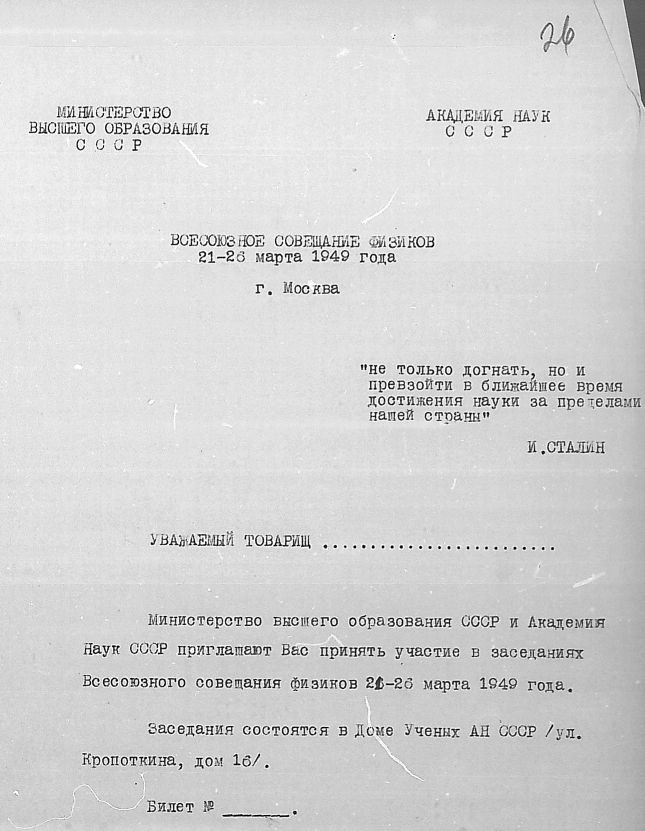 26
МИНИСТЕРСТВО
ВЫСШЕГО ОБРАЗОВАНИЯ
С С С Р
АКАДЕМИЯ НАУК
С С С Р
ВСЕСОЮЗНОЕ СОВЕЩАНИЕ ФИЗИКОВ
21-26 марта 1949 года
г. Москва
"не только догнать, но и
превзойти в ближайшее время
достижения науки за пределами
нашей страны"
И.СТАЛИН
УВАЖАЕМЫЙ ТОВАРИЩ .........................
Министерство высшего образования СССР и Академия
Наук СССР приглашают Вас принять участие в заседаниях
Всесоюзного совещания физиков 21-26 марта 1949 года.
Заседания состоятся в Доме Ученых АН СССР /ул.
Кропоткина, дом 16/.
Билет № ______.